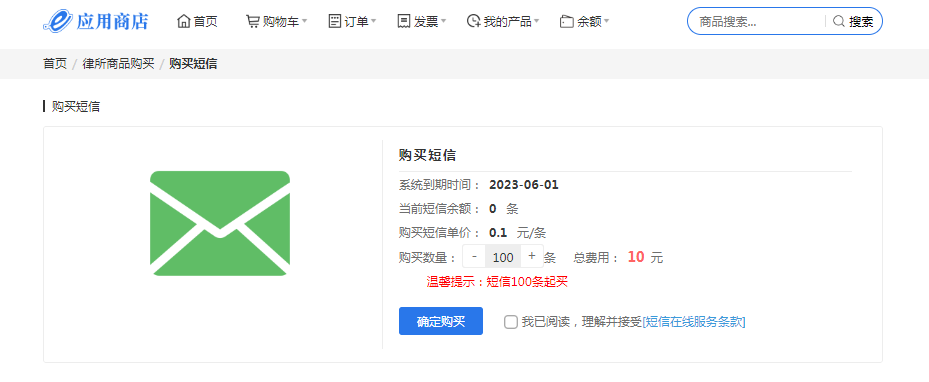 应用商店 首页 购物车 订单 发票 我的产品 余额 商品搜索... 搜索
首页 / 律所商品购买 / 购买短信
购买短信
购买短信
系统到期时间： 2023-06-01
当前短信余额： 0 条
购买短信单价： 0.1 元/条
购买数量： - 100 + 条 总费用： 10 元
温馨提示：短信100条起买
确定购买 我已阅读，理解并接受[短信在线服务条款]